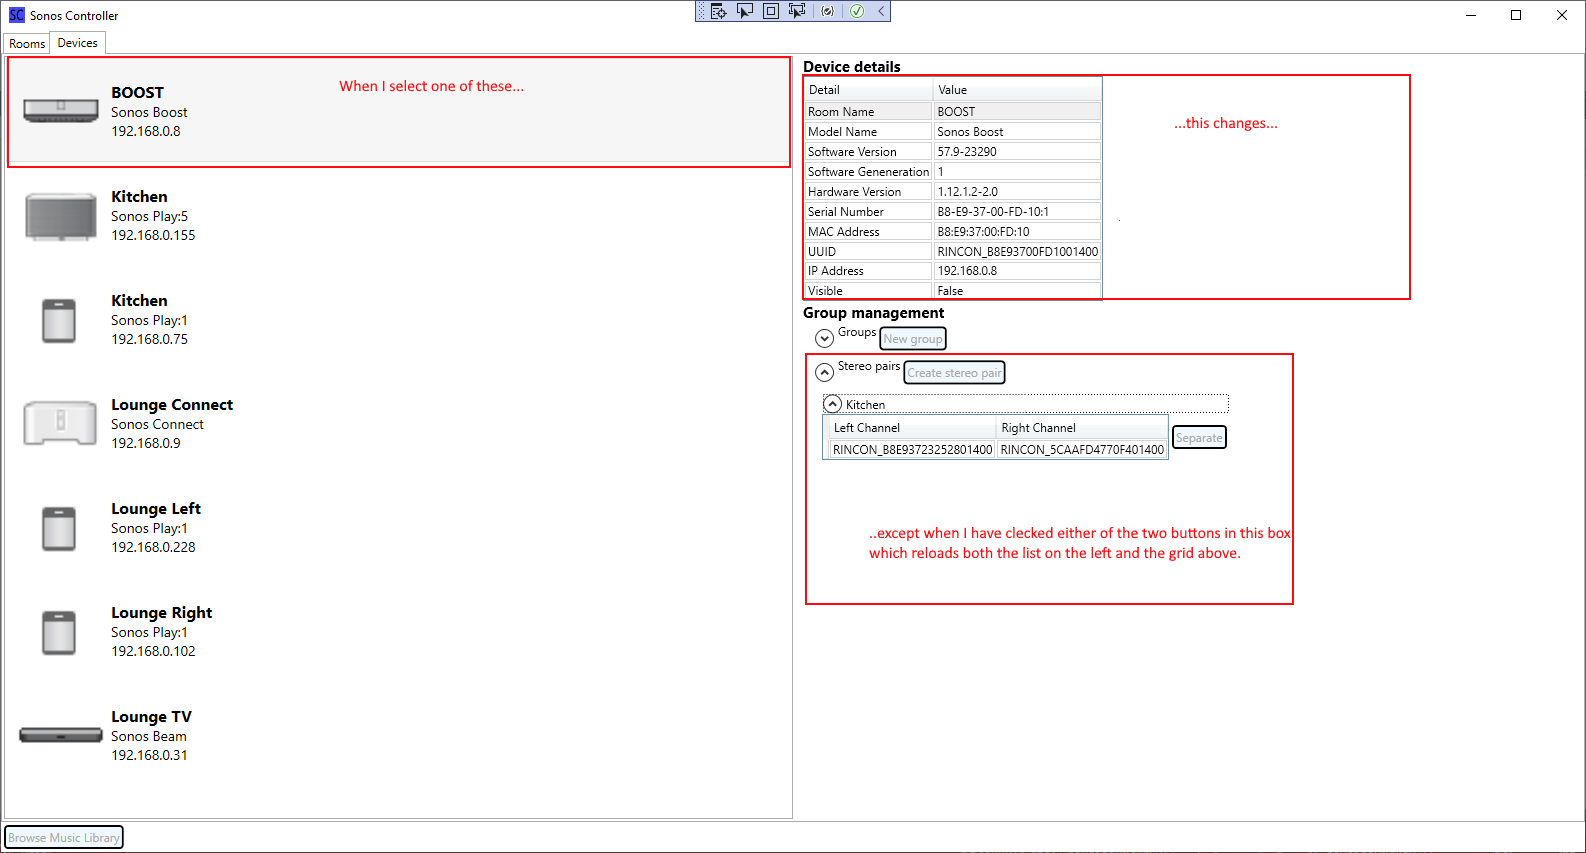 SC Sonos Controller
Rooms Devices
When I select one of these...
BOOST
Sonos Boost
192.168.0.8
Kitchen
Sonos Play:5
192.168.0.155
Kitchen
Sonos Play:1
192.168.0.75
Lounge Connect
Sonos Connect
192.168.0.9
Lounge Left
Sonos Play:1
192.168.0.228
Lounge Right
Sonos Play:1
192.168.0.102
Lounge TV
Sonos Beam
192.168.0.31
Browse Music Library
Device details
Detail Value
Room Name BOOST
Model Name Sonos Boost
Software Version 57.9-23290
Software Geneneration 1
Hardware Version 1.12.1.2-2.0
Serial Number B8-E9-37-00-FD-10:1
MAC Address B8:E9:37:00:FD:10
UUID RINCON_B8E93700FD1001400
IP Address 192.168.0.8
Visible False
...this changes...
Group management
Groups New group
Stereo pairs Create stereo pair
Kitchen
Left Channel Right Channel
RINCON_B8E93723252801400 RINCON_5CAAFD4770F401400
Separate
..except when I have clecked either of the two buttons in this box
which reloads both the list on the left and the grid above.